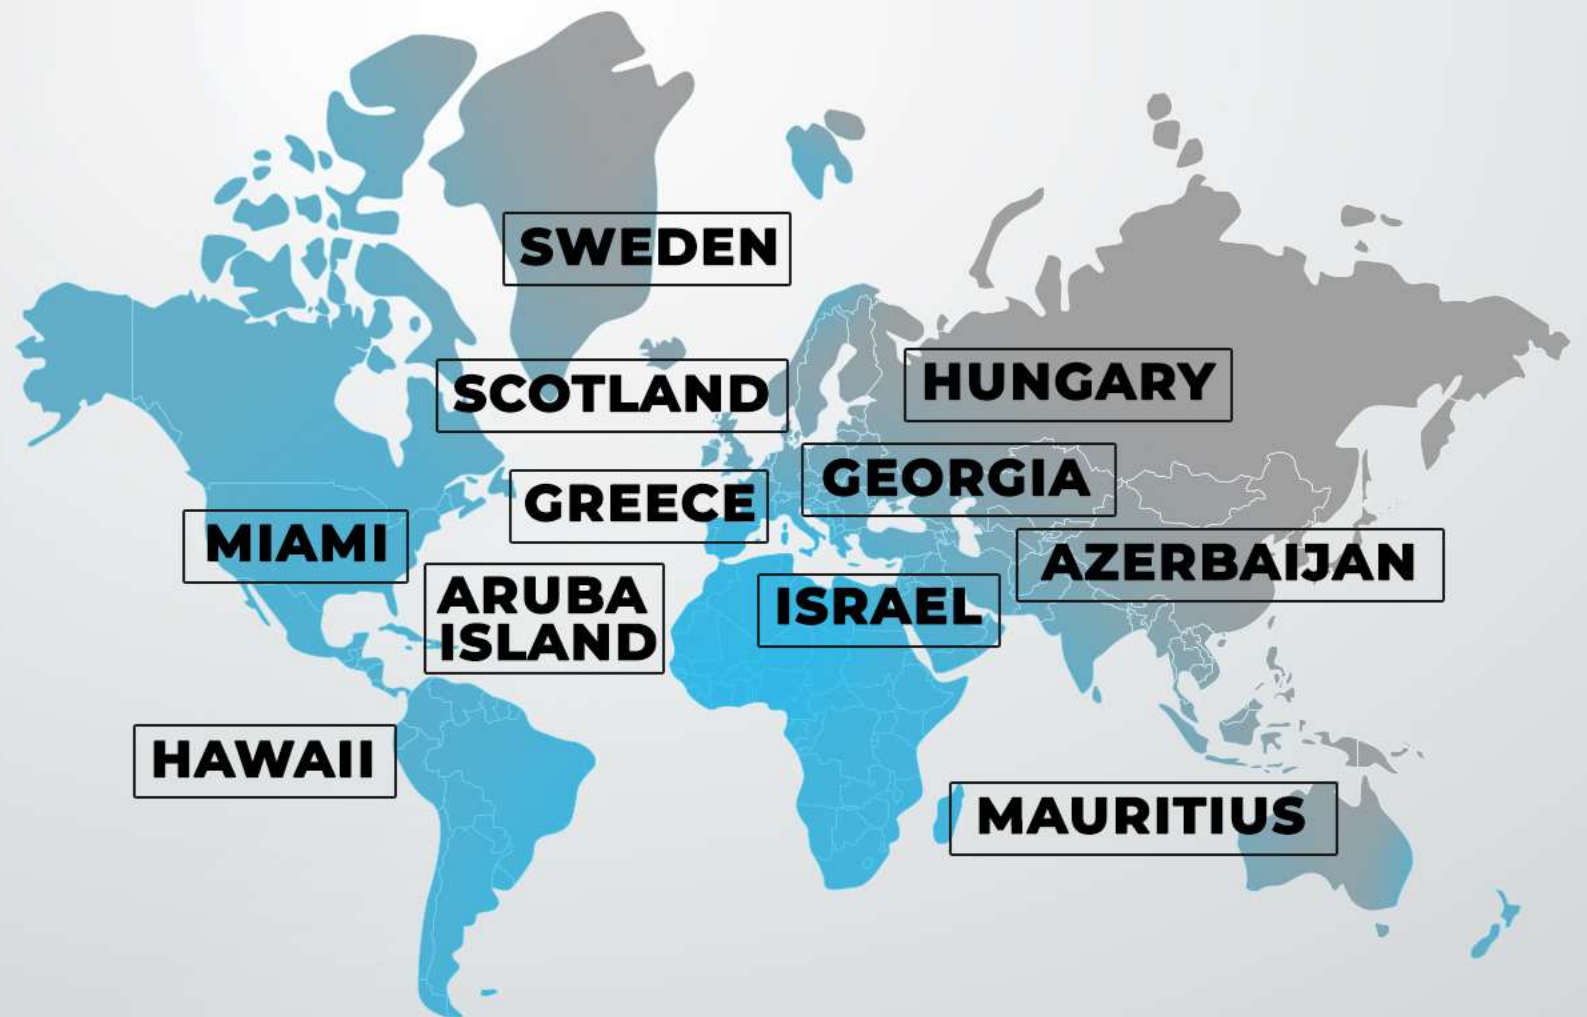 SWEDEN
SCOTLAND
HUNGARY
GEORGIA
GREECE
MIAMI
AZERBAIJAN
ARUBA
ISLAND
ISRAEL
HAWAII
MAURITIUS